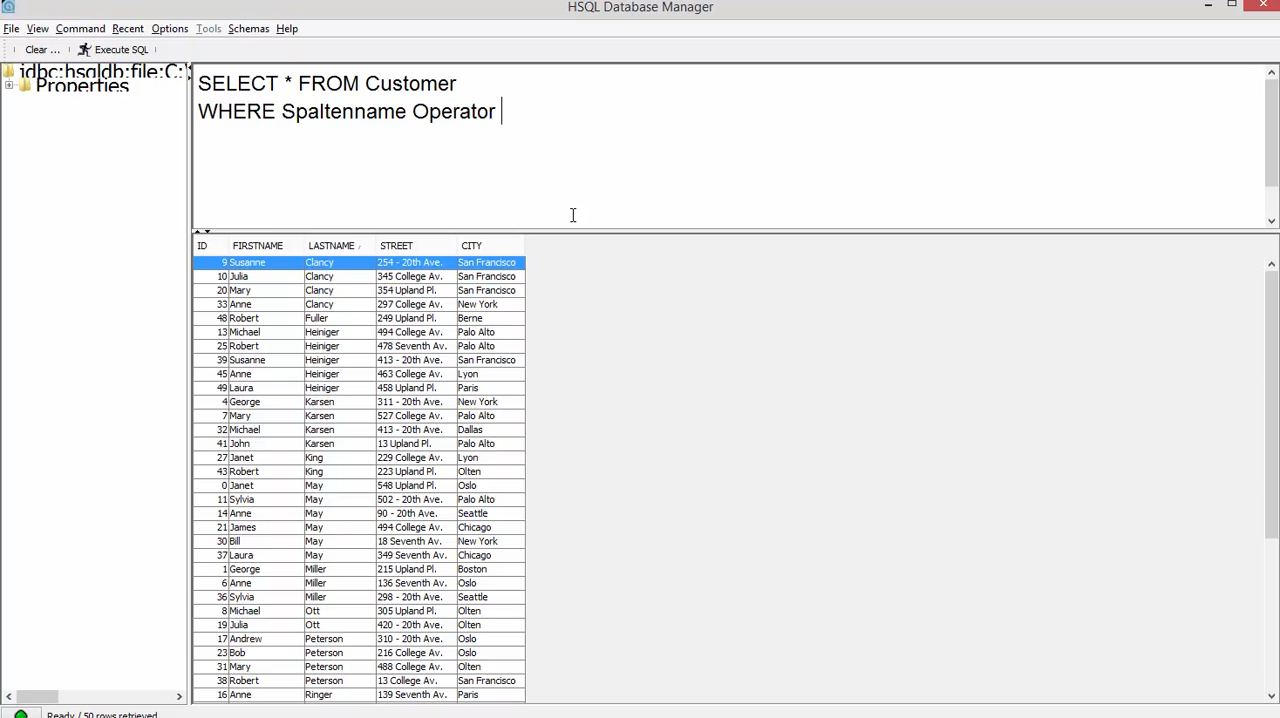 HSQL Database Manager
File View Command Recent Options Tools Schemas Help
Clear ... Execute SQL
jdbc:hsqldb:file:C:\
Properties
SELECT * FROM Customer
WHERE Spaltenname Operator
ID FIRSTNAME LASTNAME STREET CITY
9 Susanne Clancy 254 - 20th Ave. San Francisco
10 Julia Clancy 345 College Av. San Francisco
20 Mary Clancy 354 Upland Pl. San Francisco
33 Anne Clancy 297 College Av. New York
48 Robert Fuller 249 Upland Pl. Berne
13 Michael Heiniger 494 College Av. Palo Alto
25 Robert Heiniger 478 Seventh Av. Palo Alto
39 Susanne Heiniger 413 - 20th Ave. San Francisco
45 Anne Heiniger 463 College Av. Lyon
49 Laura Heiniger 458 Upland Pl. Paris
4 George Karsen 311 - 20th Ave. New York
7 Mary Karsen 527 College Av. Palo Alto
32 Michael Karsen 413 - 20th Ave. Dallas
41 John Karsen 13 Upland Pl. Palo Alto
27 Janet King 229 College Av. Lyon
43 Robert King 223 Upland Pl. Olten
0 Janet May 548 Upland Pl. Oslo
11 Sylvia May 502 - 20th Ave. Palo Alto
14 Anne May 90 - 20th Ave. Seattle
21 James May 494 College Av. Chicago
30 Bill May 18 Seventh Av. New York
37 Laura May 349 Seventh Av. Chicago
1 George Miller 215 Upland Pl. Boston
6 Anne Miller 136 Seventh Av. Oslo
36 Sylvia Miller 298 - 20th Ave. Seattle
8 Michael Ott 305 Upland Pl. Olten
19 Julia Ott 420 - 20th Ave. Olten
17 Andrew Peterson 310 - 20th Ave. Oslo
23 Bob Peterson 216 College Av. Oslo
31 Mary Peterson 488 College Av. Olten
38 Robert Peterson 13 College Av. San Francisco
16 Anne Ringer 139 Seventh Av. Paris
Ready / 50 rows retrieved